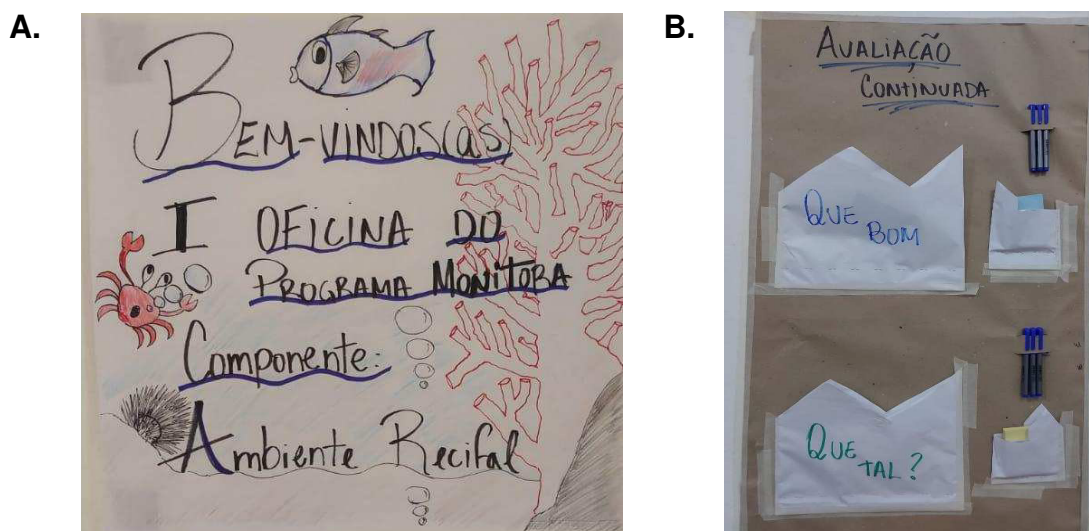 A.
BEM-VINDOS(AS)
I OFICINA DO
PROGRAMA MONITORA
Componente:
Ambiente Recifal
B.
AVALIAÇÃO
CONTINUADA
QUE
BOM
QUE
TAL?